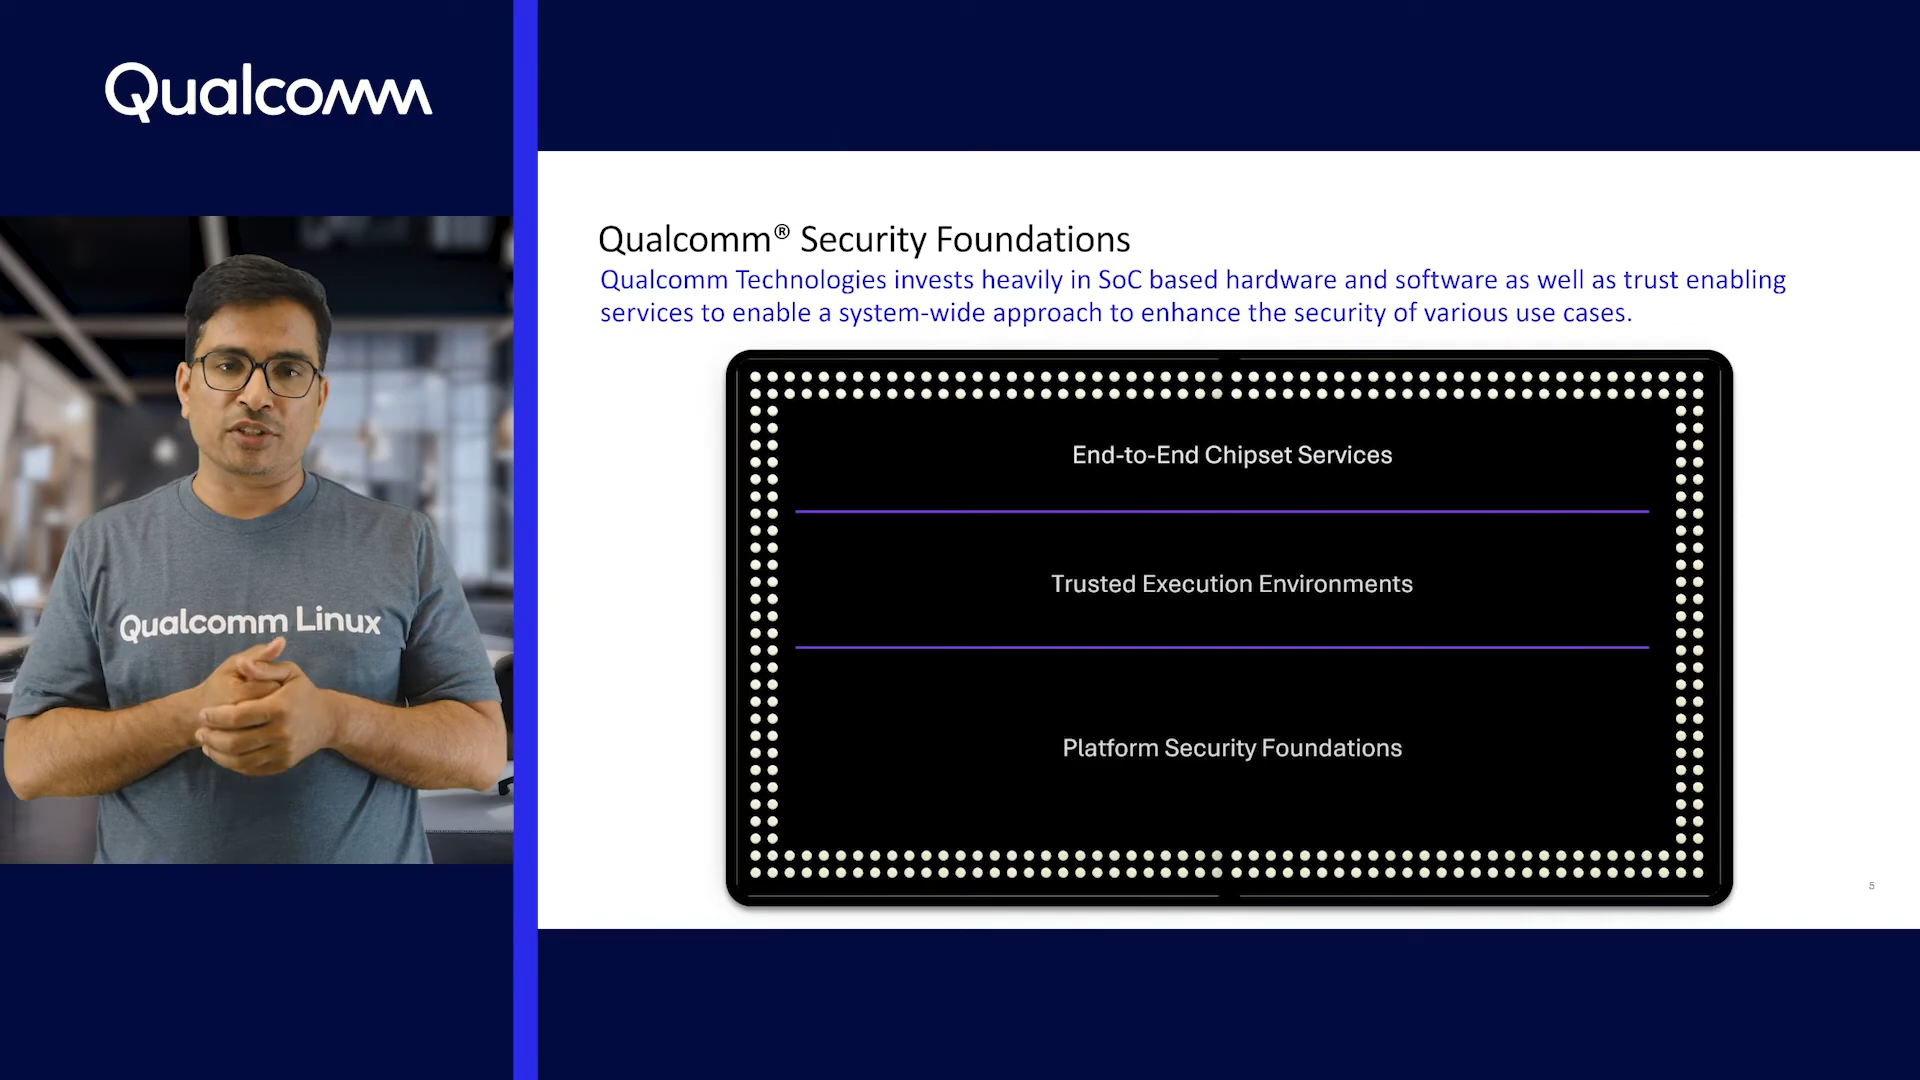 Qualcomm
Qualcomm Linux
Qualcomm® Security Foundations
Qualcomm Technologies invests heavily in SoC based hardware and software as well as trust enabling
services to enable a system-wide approach to enhance the security of various use cases.
End-to-End Chipset Services
Trusted Execution Environments
Platform Security Foundations
5